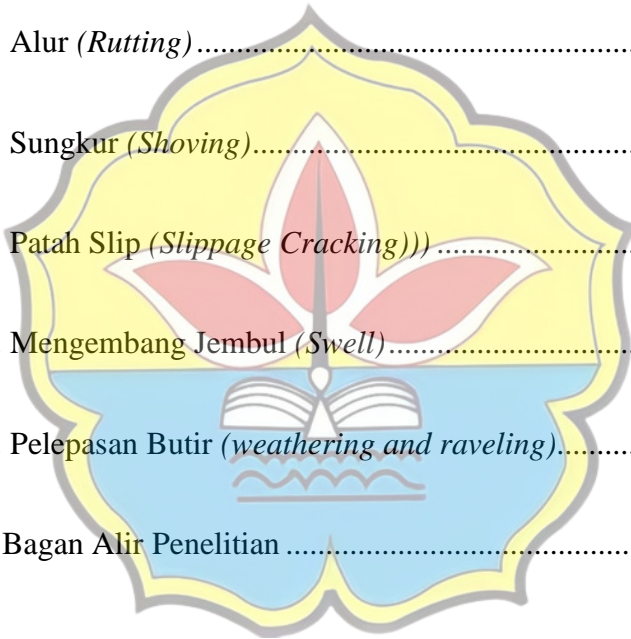 Alur (Rutting)....................................................
Sungkur (Shoving).............................................
Patah Slip (Slippage Cracking)))........................
Mengembang Jembul (Swell)..............................
Pelepasan Butir (weathering and raveling).........
Bagan Alir Penelitian ..........................................